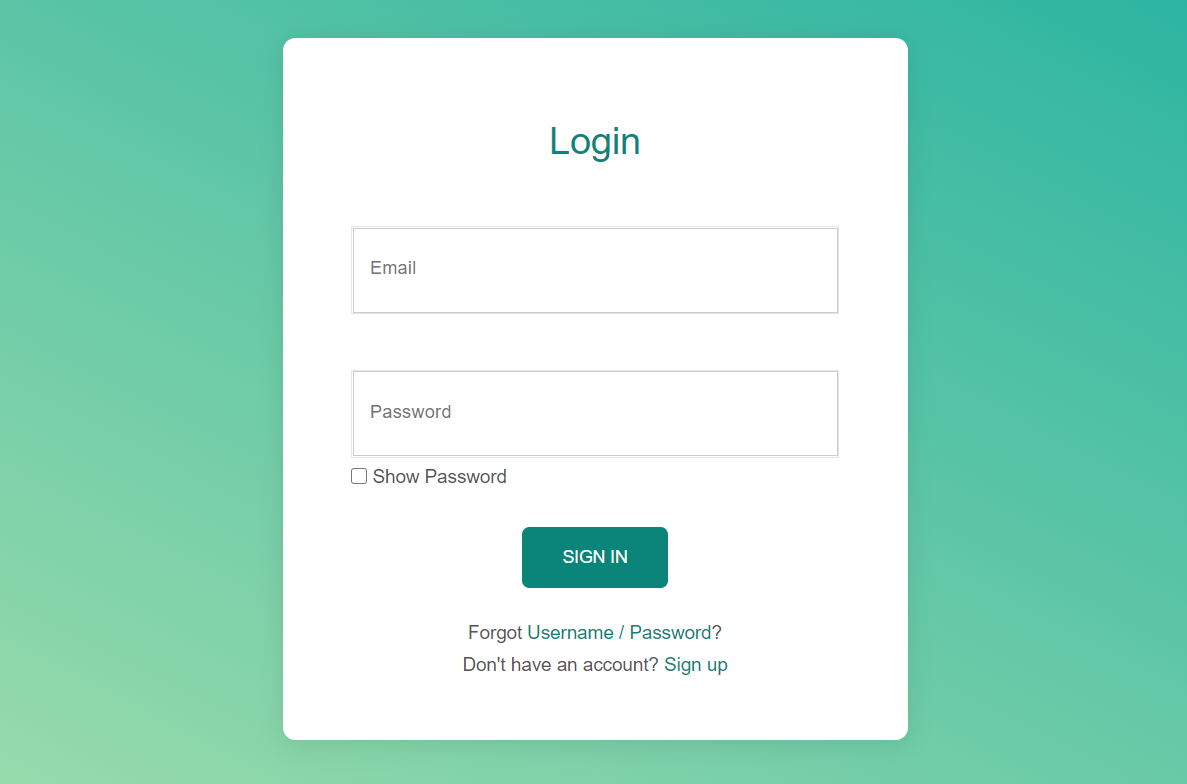 Login
Email
Password
Show Password
SIGN IN
Forgot Username / Password?
Don't have an account? Sign up